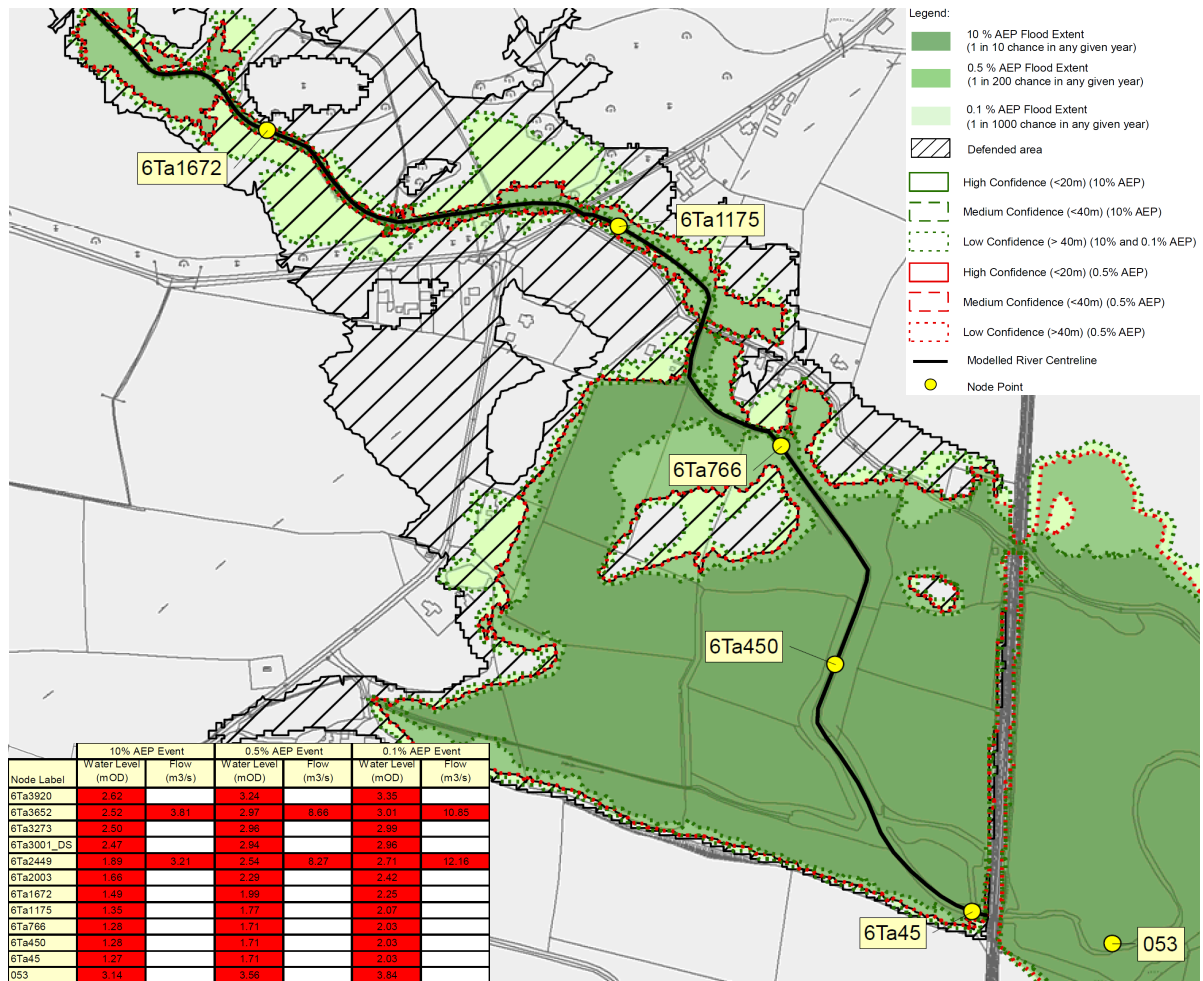 Legend:
10 % AEP Flood Extent
(1 in 10 chance in any given year)
0.5 % AEP Flood Extent
(1 in 200 chance in any given year)
0.1 % AEP Flood Extent
(1 in 1000 chance in any given year)
Defended area
High Confidence (<20m) (10% AEP)
Medium Confidence (<40m) (10% AEP)
Low Confidence (> 40m) (10% and 0.1% AEP)
High Confidence (<20m) (0.5% AEP)
Medium Confidence (<40m) (0.5% AEP)
Low Confidence (>40m) (0.5% AEP)
Modelled River Centreline
Node Point
6Ta1672
6Ta1175
6Ta766
6Ta450
6Ta45
053
10% AEP Event 0.5% AEP Event 0.1% AEP Event
Node Label Water Level (mOD) Flow (m3/s) Water Level (mOD) Flow (m3/s) Water Level (mOD) Flow (m3/s)
6Ta3920 2.62 3.24 3.35
6Ta3652 2.52 3.61 2.97 8.66 3.01 10.65
6Ta3273 2.50 2.96 2.99
6Ta3001_DS 2.47 2.94 2.96
6Ta2449 1.89 3.21 2.54 8.27 2.71 12.16
6Ta2003 1.66 2.29 2.42
6Ta1672 1.49 1.99 2.25
6Ta1175 1.35 1.77 2.07
6Ta766 1.28 1.71 2.03
6Ta450 1.28 1.71 2.03
6Ta45 1.27 1.71 2.03
053 3.14 3.56 3.84